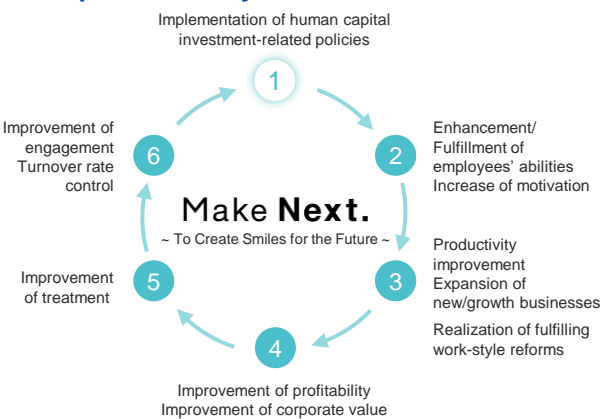 Implementation of human capital
investment-related policies
1
Enhancement/
Fulfillment of
employees' abilities
Increase of motivation
2
Productivity
improvement
Expansion of
new/growth businesses
Realization of fulfilling
work-style reforms
3
4
Improvement of profitability
Improvement of corporate value
5
Improvement
of treatment
6
Improvement of
engagement
Turnover rate
control
Make Next.
~ To Create Smiles for the Future ~